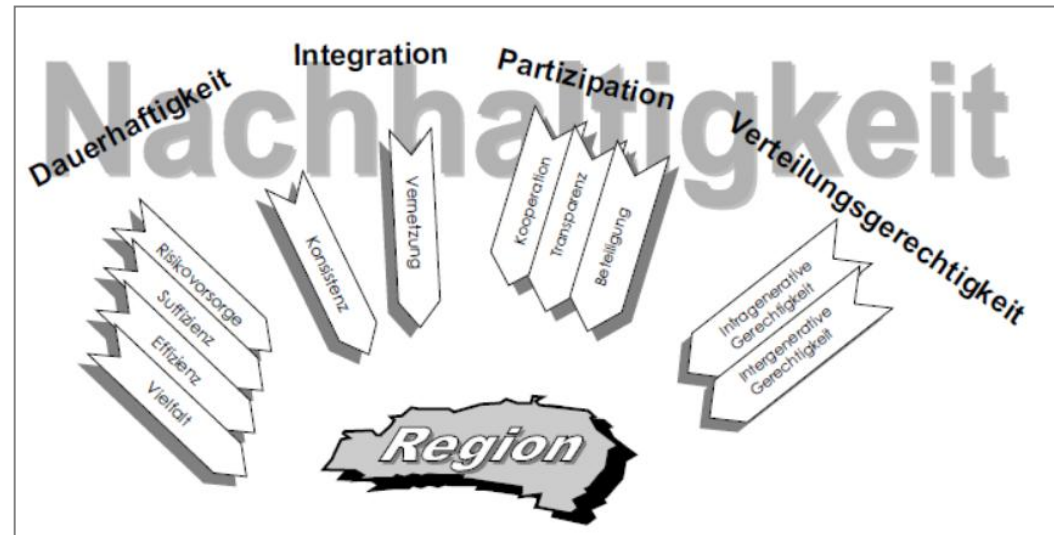 Nachhaltigkeit
Dauerhaftigkeit
Integration
Partizipation
Verteilungsgerechtigkeit
Risikovorsorge
Suffizienz
Effizienz
Vielfalt
Konsistenz
Vernetzung
Kooperation
Transparenz
Beteiligung
Intragenerative
Gerechtigkeit
Intergenerative
Gerechtigkeit
Region